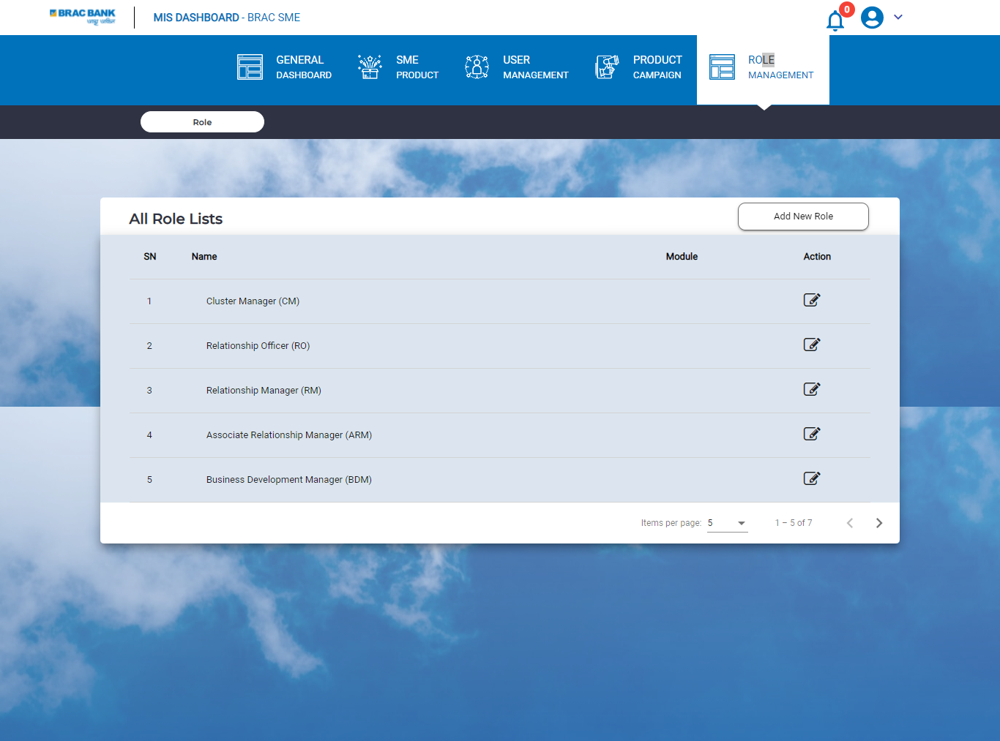 BRAC BANK
MIS DASHBOARD - BRAC SME
0
GENERAL
DASHBOARD
SME
PRODUCT
USER
MANAGEMENT
PRODUCT
CAMPAIGN
ROLE
MANAGEMENT
Role
All Role Lists
Add New Role
SN Name Module Action
1 Cluster Manager (CM)
2 Relationship Officer (RO)
3 Relationship Manager (RM)
4 Associate Relationship Manager (ARM)
5 Business Development Manager (BDM)
Items per page: 5 1 – 5 of 7